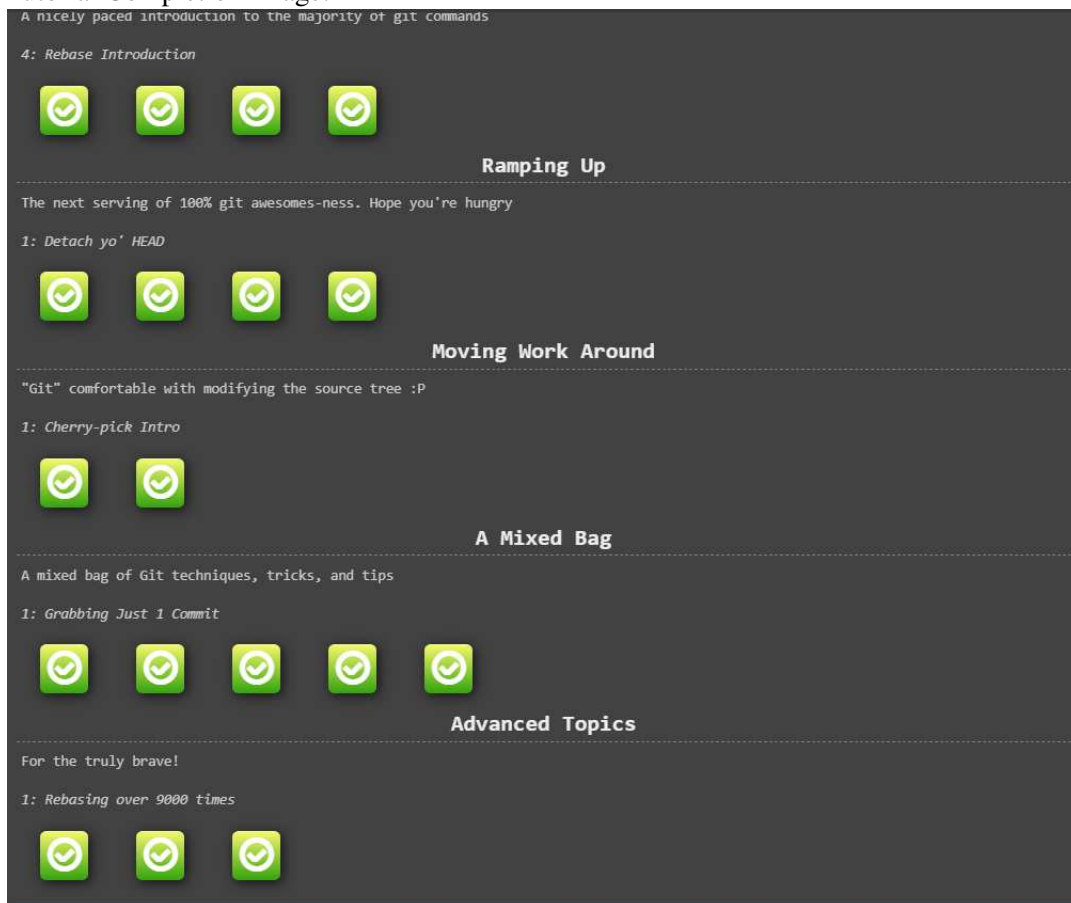 A nicely paced introduction to the majority of git commands
4: Rebase Introduction
Ramping Up
The next serving of 100% git awesomes-ness. Hope you're hungry
1: Detach yo' HEAD
Moving Work Around
"Git" comfortable with modifying the source tree :P
1: Cherry-pick Intro
A Mixed Bag
A mixed bag of Git techniques, tricks, and tips
1: Grabbing Just 1 Commit
Advanced Topics
For the truly brave!
1: Rebasing over 9000 times